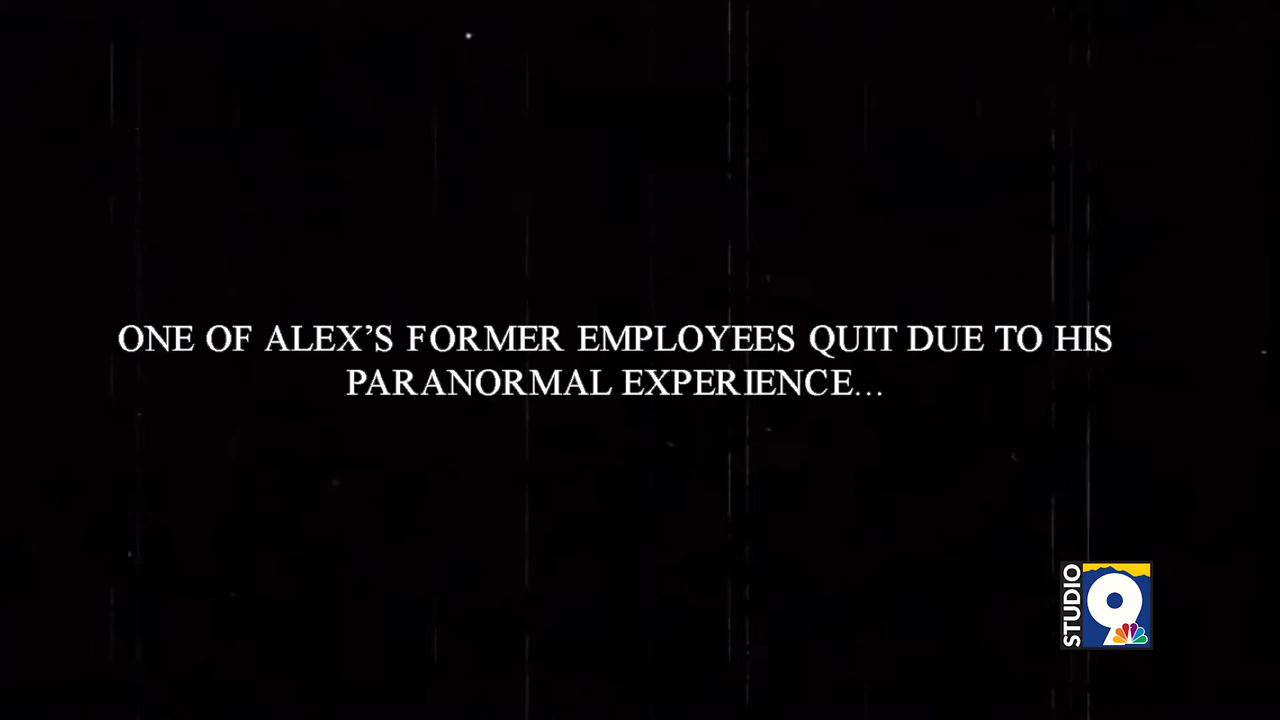 ONE OF ALEX’S FORMER EMPLOYEES QUIT DUE TO HIS
PARANORMAL EXPERIENCE...
STUDIO
9